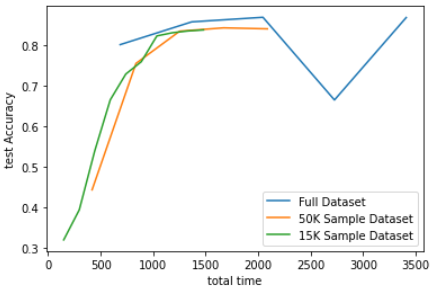 0.8
0.7
0.6
0.5
0.4
0.3
test Accuracy
0 500 1000 1500 2000 2500 3000 3500
total time
Full Dataset
50K Sample Dataset
15K Sample Dataset